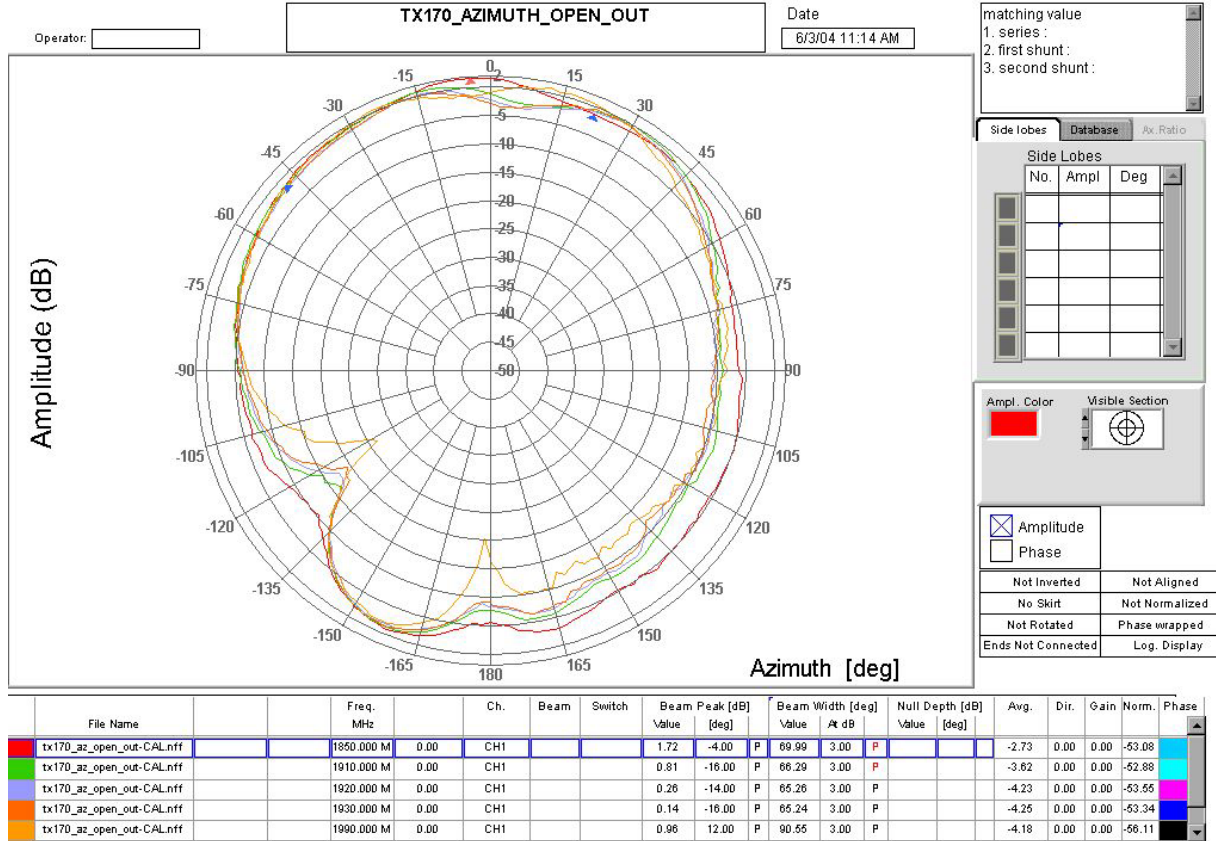 TX170_AZIMUTH_OPEN_OUT
Operator:
Date
6/3/04 11:14 AM
matching value
1. series :
2. first shunt :
3. second shunt :
Side lobes Database Ax.Ratio
Side Lobes
No. Ampl Deg
Ampl. Color Visible Section
Amplitude
Phase
Not Inverted Not Aligned
No Skirt Not Normalized
Not Rotated Phase wrapped
Ends Not Connected Log. Display
Amplitude (dB)
-15 0 15
2
-30 30
-5
-10
-45 45
-15
-20
-60 60
-25
-30
-75 75
-35
-40
-45
-90 -50 90
-105 105
-120 120
-135 135
-150 150
-165 180 165
Azimuth [deg]
Freq. Ch. Beam Switch Beam Peak [dB] Beam Width [deg] Null Depth [dB] Avg. Dir. Gain Norm. Phase
File Name MHz Value [deg] Value At dB Value [deg]
tx170_az_open_out-CAL.nff 1850.000 M 0.00 CH1 1.72 -4.00 P 69.99 3.00 P -2.73 0.00 0.00 -53.08
tx170_az_open_out-CAL.nff 1910.000 M 0.00 CH1 0.81 -16.00 P 66.29 3.00 P -3.62 0.00 0.00 -52.88
tx170_az_open_out-CAL.nff 1920.000 M 0.00 CH1 0.26 -14.00 P 65.26 3.00 P -4.23 0.00 0.00 -53.55
tx170_az_open_out-CAL.nff 1930.000 M 0.00 CH1 0.14 -16.00 P 65.24 3.00 P -4.25 0.00 0.00 -53.34
tx170_az_open_out-CAL.nff 1990.000 M 0.00 CH1 0.96 12.00 P 90.55 3.00 P -4.18 0.00 0.00 -56.11